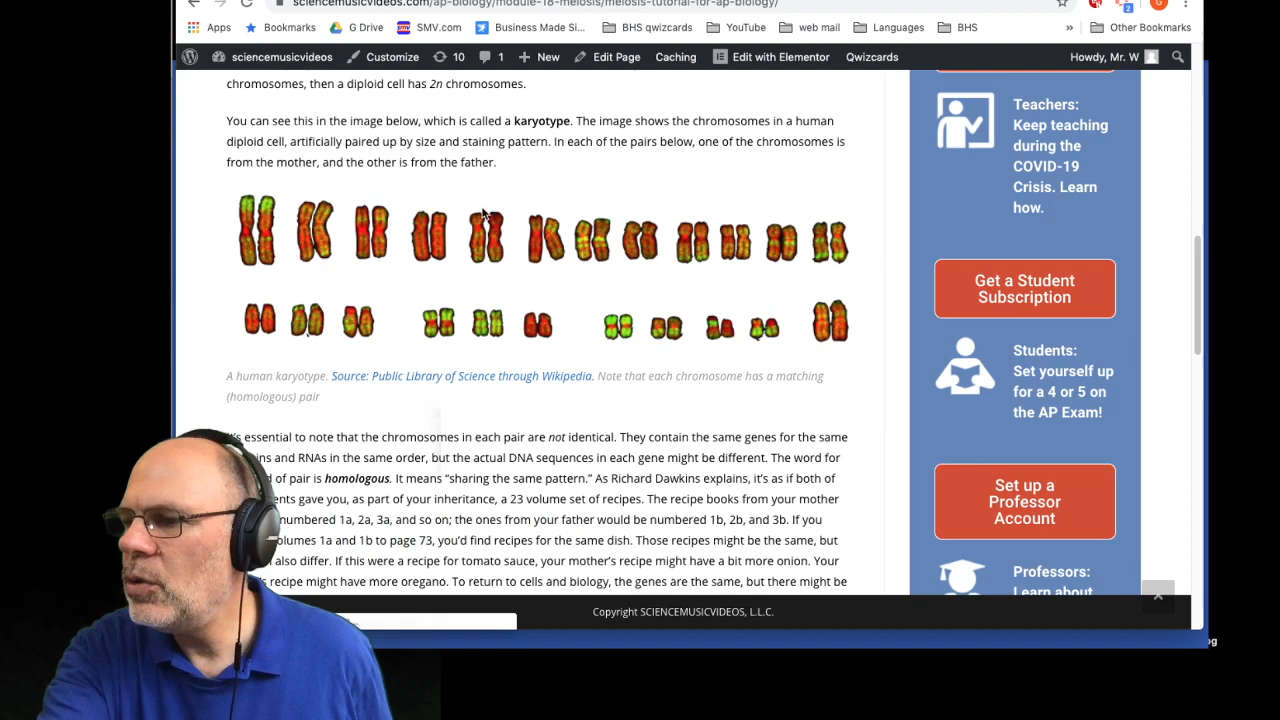 sciencemusicvideos.com/ap-biology/module-18-meiosis/meiosis-tutorial-for-ap-biology/
Apps Bookmarks G Drive SMV.com Business Made Si... BHS qwizcards YouTube web mail Languages BHS » Other Bookmarks
sciencemusicvideos Customize 10 1 New Edit Page Caching Edit with Elementor Qwizcards Howdy, Mr. W
chromosomes, then a diploid cell has 2n chromosomes.
You can see this in the image below, which is called a karyotype. The image shows the chromosomes in a human
diploid cell, artificially paired up by size and staining pattern. In each of the pairs below, one of the chromosomes is
from the mother, and the other is from the father.
A human karyotype. Source: Public Library of Science through Wikipedia. Note that each chromosome has a matching
(homologous) pair
essential to note that the chromosomes in each pair are not identical. They contain the same genes for the same
and RNAs in the same order, but the actual DNA sequences in each gene might be different. The word for
of pair is homologous. It means “sharing the same pattern.” As Richard Dawkins explains, it’s as if both of
gave you, as part of your inheritance, a 23 volume set of recipes. The recipe books from your mother
numbered 1a, 2a, 3a, and so on; the ones from your father would be numbered 1b, 2b, and 3b. If you
1a and 1b to page 73, you’d find recipes for the same dish. Those recipes might be the same, but
also differ. If this were a recipe for tomato sauce, your mother’s recipe might have a bit more onion. Your
recipe might have more oregano. To return to cells and biology, the genes are the same, but there might be
Teachers:
Keep teaching
during the
COVID-19
Crisis. Learn
how.
Get a Student
Subscription
Students:
Set yourself up
for a 4 or 5 on
the AP Exam!
Set up a
Professor
Account
Professors:
Learn about
Copyright SCIENCEMUSICVIDEOS, L.L.C.